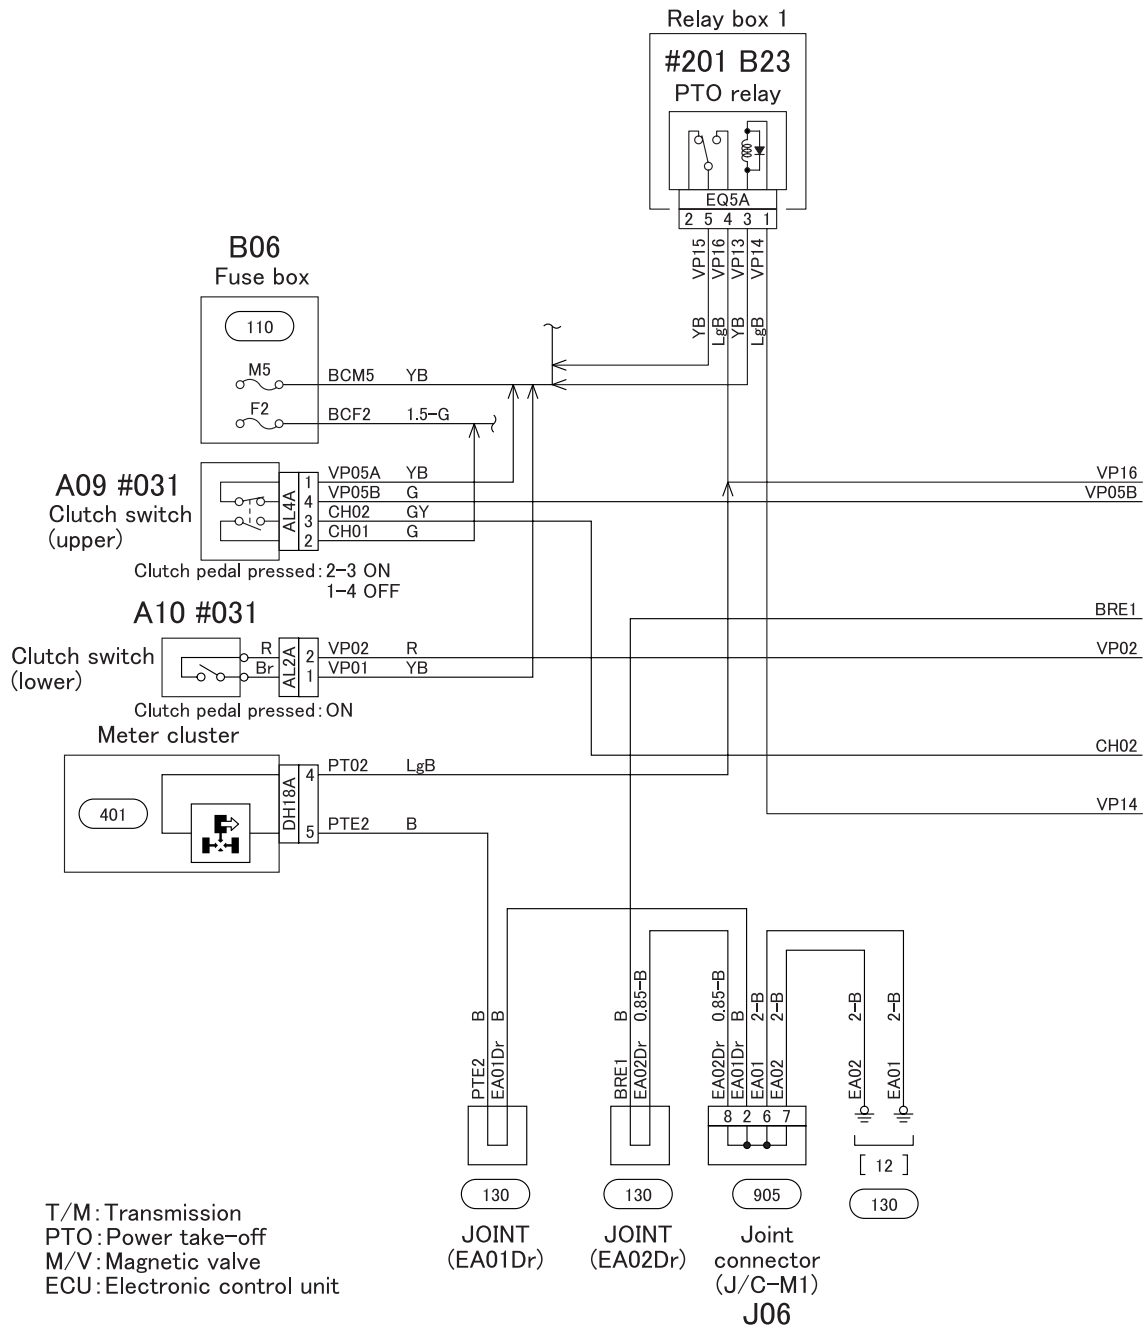 Relay box 1
#201 B23
PTO relay
EQ5A
2 5 4 3 1
VP15
VP16
VP13
VP14
YB
LgB
YB
LgB
B06
Fuse box
110
M5
BCM5 YB
F2
BCF2 1.5-G
A09 #031
Clutch switch
(upper)
AL4A
1 VP05A YB
4 VP05B G
3 CH02 GY
2 CH01 G
VP16
VP05B
Clutch pedal pressed:2-3 ON
1-4 OFF
A10 #031
BRE1
Clutch switch
(lower)
R
Br
AL2A
2 VP02 R
1 VP01 YB
VP02
Clutch pedal pressed:ON
Meter cluster
CH02
401
DH18A
4 PT02 LgB
5 PTE2 B
VP14
PTE2 B
EA01Dr B
BRE1 B
EA02Dr 0.85-B
EA02Dr 0.85-B
EA01Dr B
EA01 2-B
EA02 2-B
EA02 2-B
EA01 2-B
8 2 6 7
[ 12 ]
130
130
905
130
JOINT
(EA01Dr)
JOINT
(EA02Dr)
Joint
connector
(J/C-M1)
J06
T/M:Transmission
PTO:Power take-off
M/V:Magnetic valve
ECU:Electronic control unit